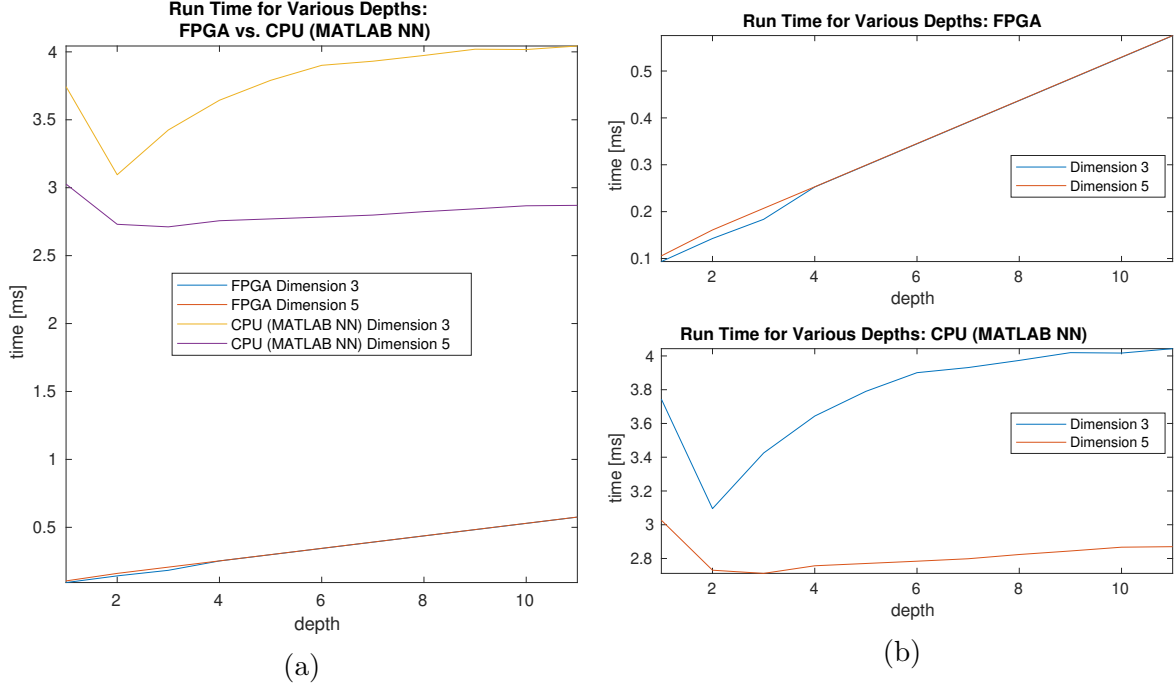 Run Time for Various Depths:
FPGA vs. CPU (MATLAB NN)
4
3.5
3
2.5
2
1.5
1
0.5
time [ms]
FPGA Dimension 3
FPGA Dimension 5
CPU (MATLAB NN) Dimension 3
CPU (MATLAB NN) Dimension 5
2 4 6 8 10
depth
(a)
Run Time for Various Depths: FPGA
0.5
0.4
0.3
0.2
0.1
time [ms]
Dimension 3
Dimension 5
2 4 6 8 10
depth
Run Time for Various Depths: CPU (MATLAB NN)
4
3.8
3.6
3.4
3.2
3
2.8
time [ms]
Dimension 3
Dimension 5
2 4 6 8 10
depth
(b)